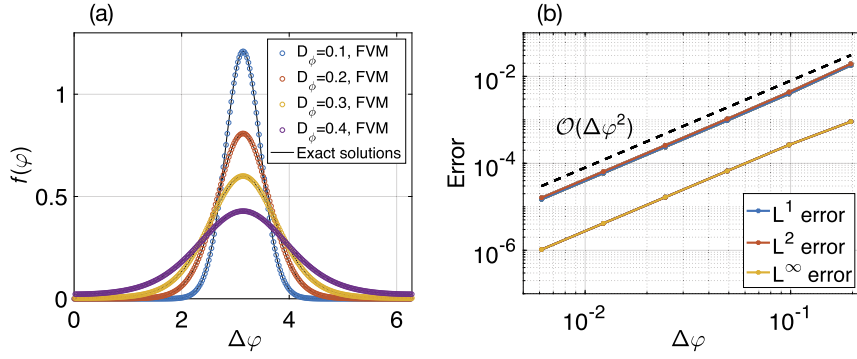 (a)
f(φ)
1
0.5
0
0
2
4
6
Δφ
D_ϕ=0.1, FVM
D_ϕ=0.2, FVM
D_ϕ=0.3, FVM
D_ϕ=0.4, FVM
Exact solutions
(b)
Error
10^-2
10^-4
10^-6
10^-2
10^-1
Δφ
𝒪(Δφ^2)
L^1 error
L^2 error
L^∞ error